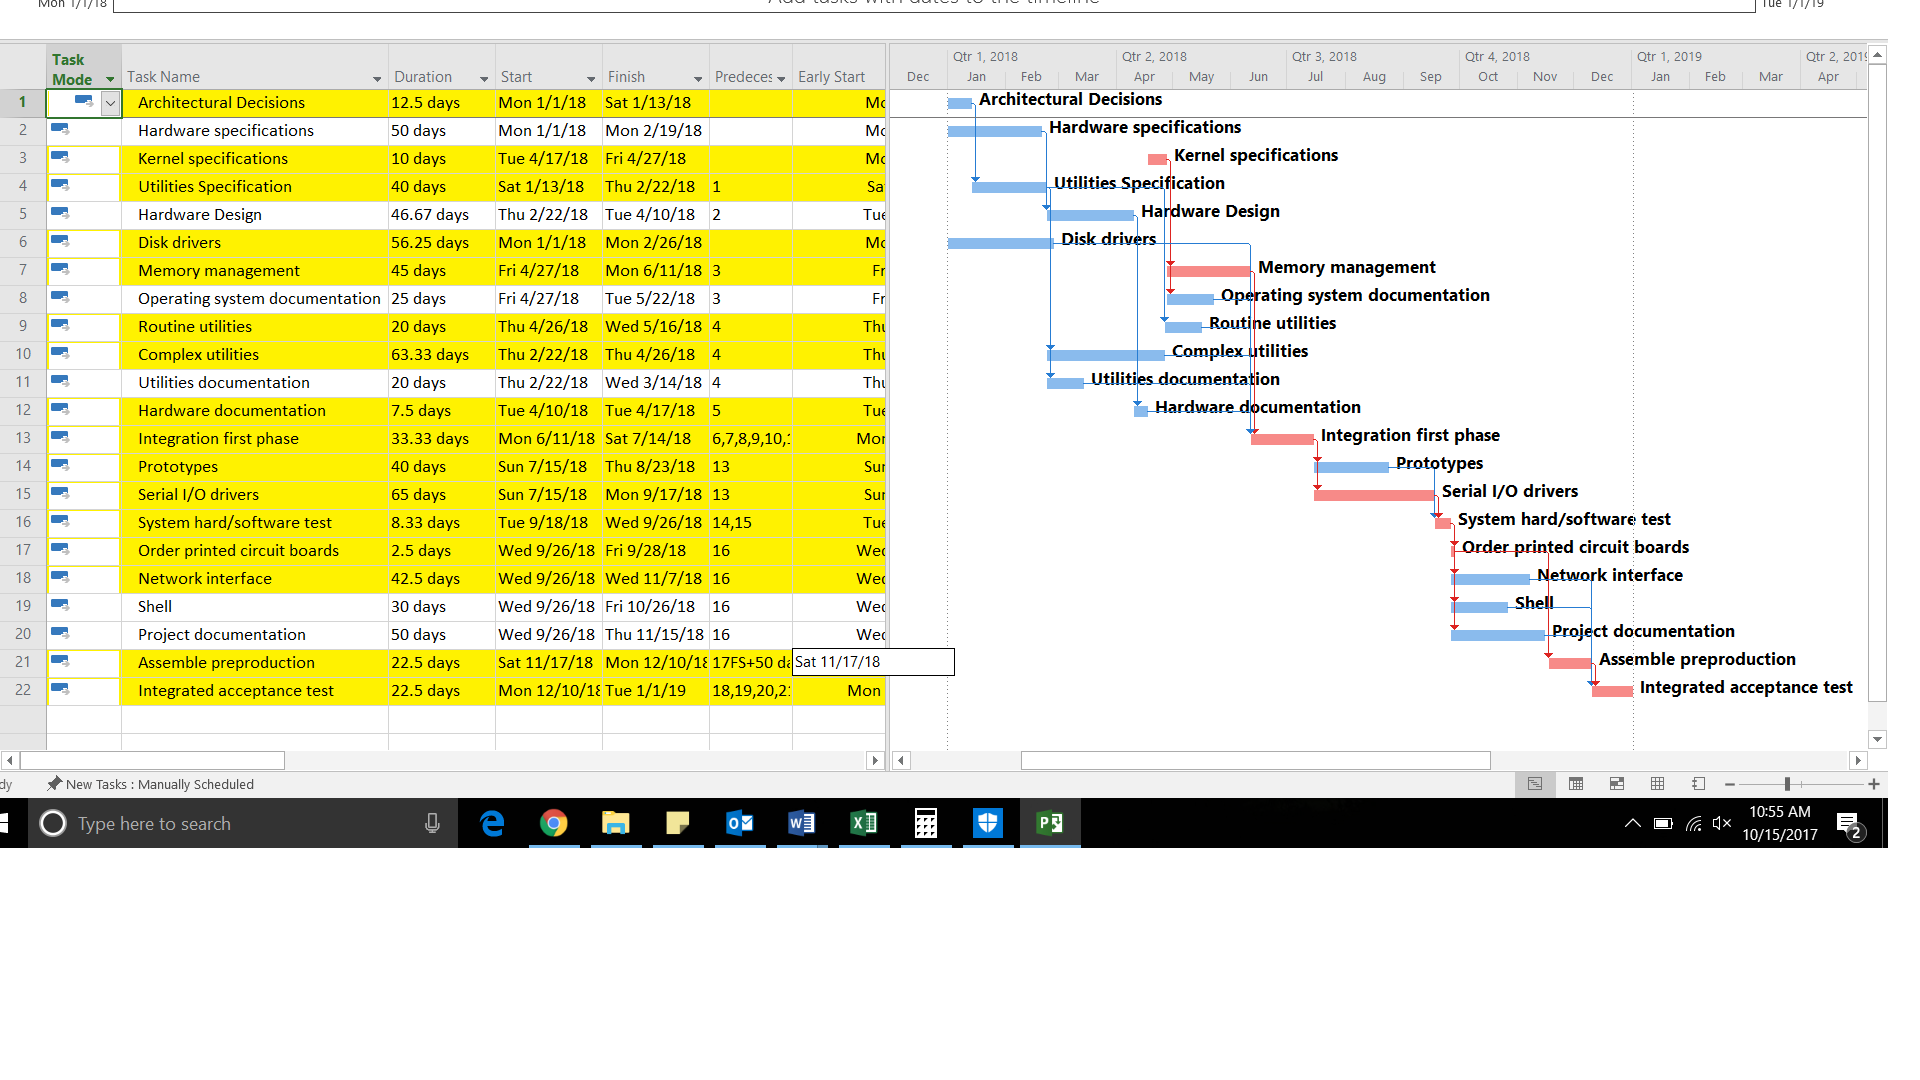 Mon 1/1/18 Add tasks with dates to the timeline Tue 1/1/19
Task Mode Task Name Duration Start Finish Predeces Early Start
1 Architectural Decisions 12.5 days Mon 1/1/18 Sat 1/13/18 Mo
2 Hardware specifications 50 days Mon 1/1/18 Mon 2/19/18 Mo
3 Kernel specifications 10 days Tue 4/17/18 Fri 4/27/18 Mo
4 Utilities Specification 40 days Sat 1/13/18 Thu 2/22/18 1 Sa
5 Hardware Design 46.67 days Thu 2/22/18 Tue 4/10/18 2 Tue
6 Disk drivers 56.25 days Mon 1/1/18 Mon 2/26/18 Mo
7 Memory management 45 days Fri 4/27/18 Mon 6/11/18 3 Fr
8 Operating system documentation 25 days Fri 4/27/18 Tue 5/22/18 3 Fr
9 Routine utilities 20 days Thu 4/26/18 Wed 5/16/18 4 Thu
10 Complex utilities 63.33 days Thu 2/22/18 Thu 4/26/18 4 Thu
11 Utilities documentation 20 days Thu 2/22/18 Wed 3/14/18 4 Thu
12 Hardware documentation 7.5 days Tue 4/10/18 Tue 4/17/18 5 Tue
13 Integration first phase 33.33 days Mon 6/11/18 Sat 7/14/18 6,7,8,9,10,1 Mon
14 Prototypes 40 days Sun 7/15/18 Thu 8/23/18 13 Sun
15 Serial I/O drivers 65 days Sun 7/15/18 Mon 9/17/18 13 Sun
16 System hard/software test 8.33 days Tue 9/18/18 Wed 9/26/18 14,15 Tue
17 Order printed circuit boards 2.5 days Wed 9/26/18 Fri 9/28/18 16 Wed
18 Network interface 42.5 days Wed 9/26/18 Wed 11/7/18 16 Wed
19 Shell 30 days Wed 9/26/18 Fri 10/26/18 16 Wed
20 Project documentation 50 days Wed 9/26/18 Thu 11/15/18 16 Wed
21 Assemble preproduction 22.5 days Sat 11/17/18 Mon 12/10/18 17FS+50 da Sat 11/17/18
22 Integrated acceptance test 22.5 days Mon 12/10/18 Tue 1/1/19 18,19,20,21 Mon
Qtr 1, 2018 Qtr 2, 2018 Qtr 3, 2018 Qtr 4, 2018 Qtr 1, 2019 Qtr 2, 2019
Dec Jan Feb Mar Apr May Jun Jul Aug Sep Oct Nov Dec Jan Feb Mar Apr
Architectural Decisions
Hardware specifications
Kernel specifications
Utilities Specification
Hardware Design
Disk drivers
Memory management
Operating system documentation
Routine utilities
Complex utilities
Utilities documentation
Hardware documentation
Integration first phase
Prototypes
Serial I/O drivers
System hard/software test
Order printed circuit boards
Network interface
Shell
Project documentation
Assemble preproduction
Integrated acceptance test
dy New Tasks : Manually Scheduled
Type here to search
10:55 AM
10/15/2017
2